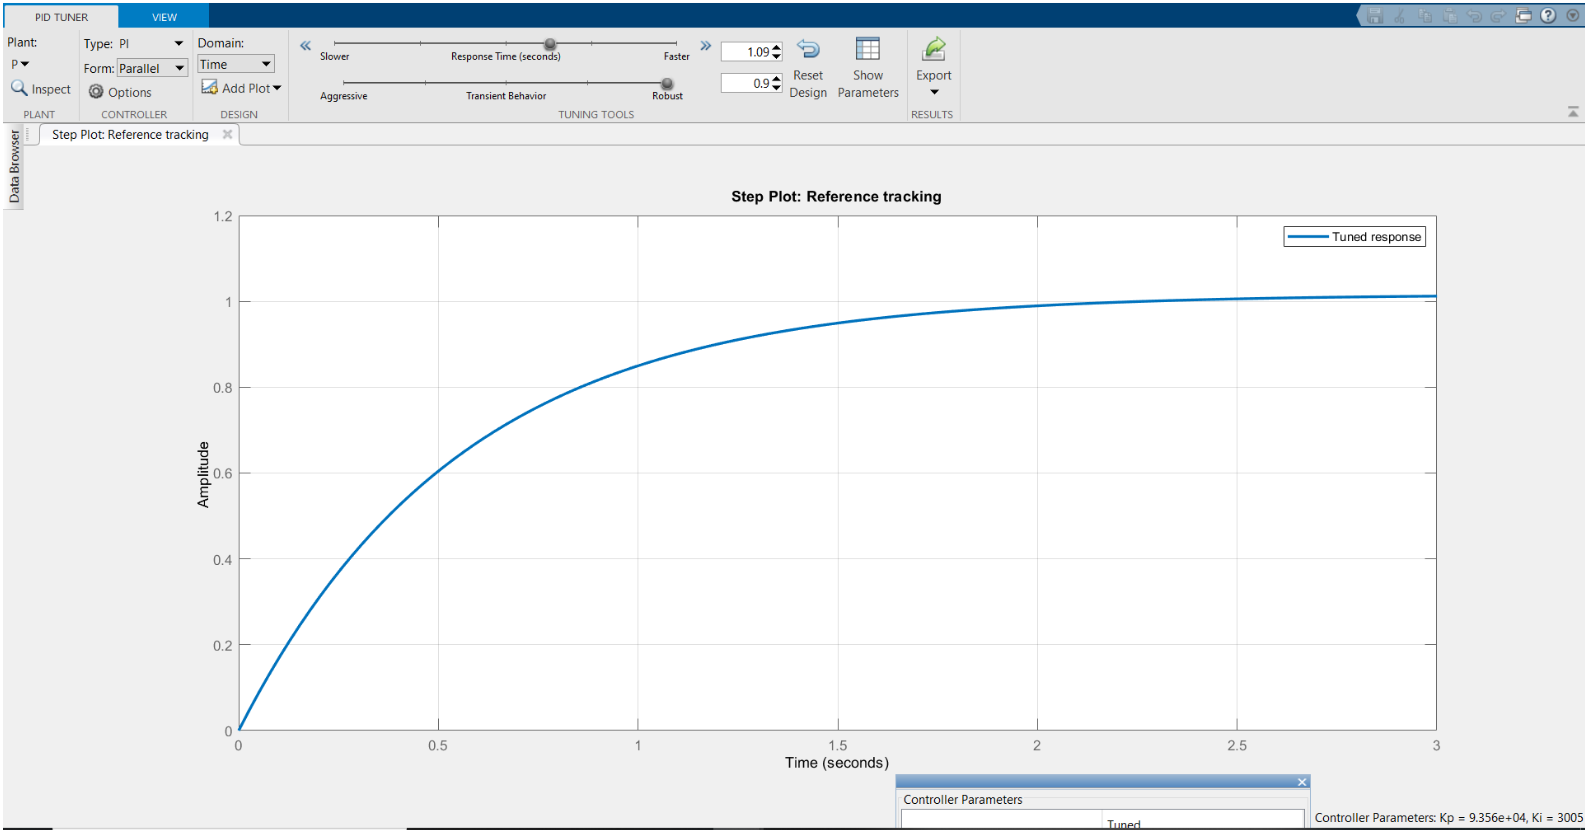 PID TUNER
VIEW
Plant:
P
Inspect
PLANT
Type: PI
Form: Parallel
Options
CONTROLLER
Domain:
Time
Add Plot
DESIGN
Slower
Response Time (seconds)
Faster
1.09
Aggressive
Transient Behavior
Robust
0.9
TUNING TOOLS
Reset
Design
Show
Parameters
Export
RESULTS
Data Browser
Step Plot: Reference tracking
Step Plot: Reference tracking
Tuned response
1.2
1
0.8
0.6
0.4
0.2
0
Amplitude
0
0.5
1
1.5
2
2.5
3
Time (seconds)
Controller Parameters
Tuned
Controller Parameters: Kp = 9.356e+04, Ki = 3005